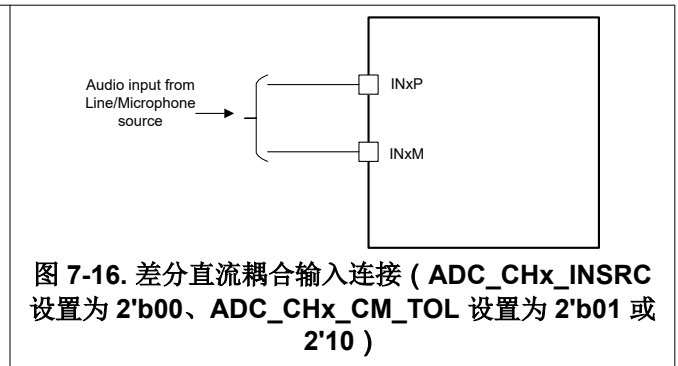 Audio input from
Line/Microphone
source
INxP
INxM
图 7-16. 差分直流耦合输入连接（ADC_CHx_INSRC
设置为 2'b00、ADC_CHx_CM_TOL 设置为 2'b01 或
2'10）